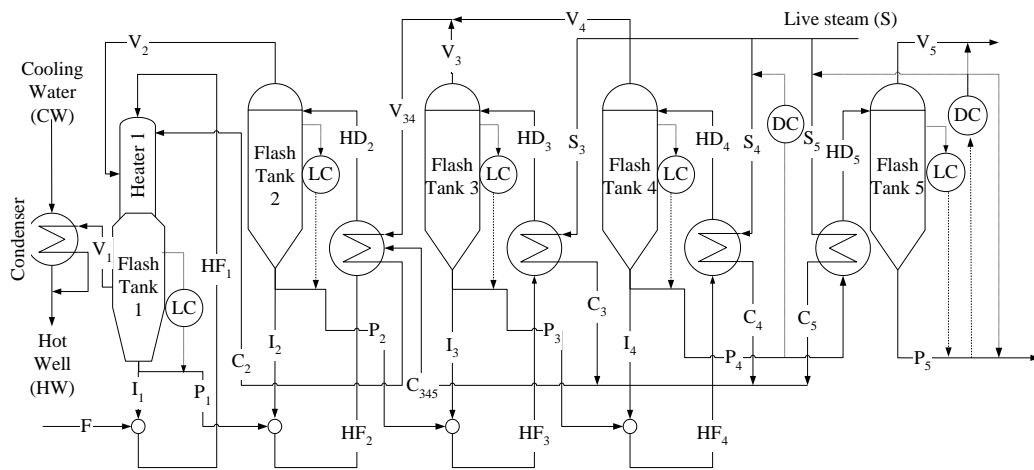 Live steam (S)
V₂
V₃
V₄
V₅
Cooling
Water
(CW)
V₃₄
S₃
S₄
S₅
DC
DC
Heater 1
HD₂
HD₃
HD₄
HD₅
Flash
Tank
2
LC
Flash
Tank 3
LC
Flash
Tank 4
LC
Flash
Tank 5
LC
Condenser
V₁
Flash
Tank
1
HF₁
LC
Hot
Well
(HW)
I₁
P₁
C₂
I₂
P₂
C₃₄₅
I₃
P₃
C₃
I₄
P₄
C₄
C₅
P₅
F
HF₂
HF₃
HF₄